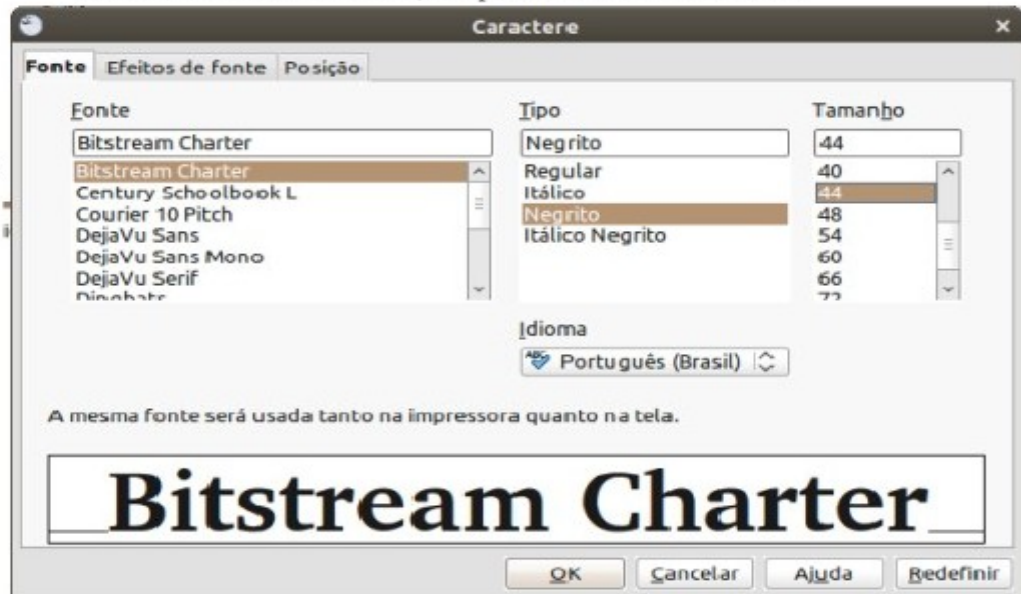 Caractere ×
Fonte Efeitos de fonte Posição
Fonte Tipo Tamanho
Bitstream Charter Negrito 44
Bitstream Charter Regular 40
Century Schoolbook L Itálico 44
Courier 10 Pitch Negrito 48
DejaVu Sans Itálico Negrito 54
DejaVu Sans Mono 60
DejaVu Serif 66
Dingbats 72
Idioma
ABC Português (Brasil)
A mesma fonte será usada tanto na impressora quanto na tela.
Bitstream Charter
OK Cancelar Ajuda Redefinir